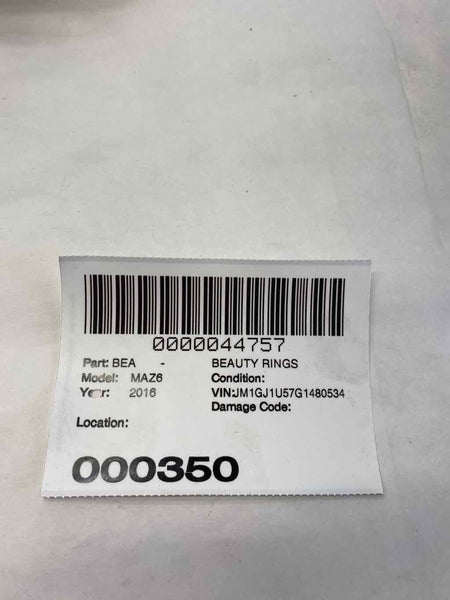 0000044757
Part: BEA - BEAUTY RINGS
Model: MAZ6 Condition:
Year: 2016 VIN:JM1GJ1U57G1480534
Damage Code:
Location:
000350